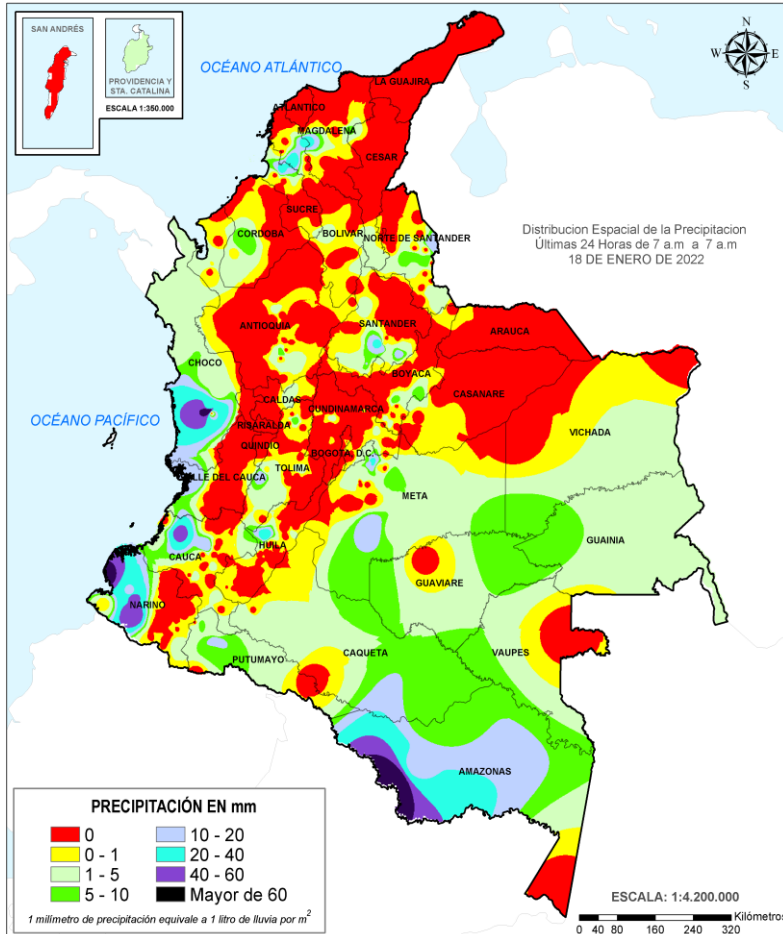 SAN ANDRÉS
PROVIDENCIA Y
STA. CATALINA
ESCALA 1:350.000
OCÉANO ATLÁNTICO
N
W E
S
LA GUAJIRA
ATLANTICO
MAGDALENA
CESAR
SUCRE
CORDOBA
BOLIVAR
NORTE DE SANTANDER
Distribucion Espacial de la Precipitacion
Últimas 24 Horas de 7 a.m a 7 a.m
18 DE ENERO DE 2022
ANTIOQUIA
SANTANDER
ARAUCA
CHOCO
BOYACA
CASANARE
OCÉANO PACÍFICO
CALDAS
CUNDINAMARCA
RISARALDA
VICHADA
QUINDIO
BOGOTA, D.C.
TOLIMA
VALLE DEL CAUCA
META
GUAINIA
CAUCA
HUILA
GUAVIARE
NARIÑO
PUTUMAYO
CAQUETA
VAUPES
AMAZONAS
PRECIPITACIÓN EN mm
0
0 - 1
1 - 5
5 - 10
10 - 20
20 - 40
40 - 60
Mayor de 60
1 milímetro de precipitación equivale a 1 litro de lluvia por m²
ESCALA: 1:4.200.000
Kilómetros
0 40 80 160 240 320